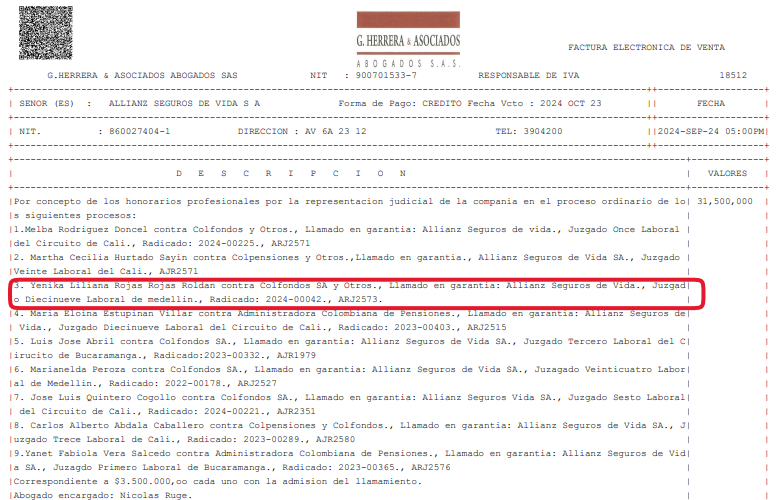 G. HERRERA & ASOCIADOS
ABOGADOS S.A.S.
FACTURA ELECTRONICA DE VENTA
G.HERRERA & ASOCIADOS ABOGADOS SAS NIT : 900701533-7 RESPONSABLE DE IVA 18512
SENOR (ES) : ALLIANZ SEGUROS DE VIDA S A Forma de Pago: CREDITO Fecha Vcto : 2024 OCT 23 || FECHA
NIT. : 860027404-1 DIRECCION : AV 6A 23 12 TEL: 3904200 ||2024-SEP-24 05:00PM|
D E S C R I P C I O N | VALORES
Por concepto de los honorarios profesionales por la representacion judicial de la compania en el proceso ordinario de lo| 31,500,000
s siguientes procesos:
1.Melba Rodriguez Doncel contra Colfondos y Otros., Llamado en garantia: Allianz Seguros de vida., Juzgado Once Laboral
del Circuito de Cali., Radicado: 2024-00225., ARJ2571
2. Martha Cecilia Hurtado Sayin contra Colpensiones y Otros.,Llamado en garantia., Allianz Seguros de Vida SA., Juzgado
Veinte Laboral del Cali., ARJ2571
3. Yenika Liliana Rojas Rojas Roldan contra Colfondos SA y Otros., Llamado en garantia: Allianz Seguros de Vida., Juzgad
o Diecinueve Laboral de medellin., Radicado: 2024-00042., ARJ2573.
4. Maria Eloina Estupinan Villar contra Administradora Colombiana de Pensiones., Llamado en garantia: Allianz Seguros de
Vida., Juzgado Diecinueve Laboral del Circuito de Cali., Radicado: 2023-00403., ARJ2515
5. Luis Jose Abril contra Colfondos SA., Llamado en garantia: Allianz Seguros de Vida SA., Juzgado Tercero Laboral del C
irucito de Bucaramanga., Radicado:2023-00332., AJR1979
6. Marianelda Peroza contra Colfondos SA., Llamado en garantia: Allianz Seguros de Vida SA., Juzagado Veinticuatro Labor
al de Medellin., Radicado: 2022-00178., ARJ2527
7. Jose Luis Quintero Cogollo contra Colfondos SA., Llamado en garantia: Allianz Seguros Vida SA., Juzgado Sesto Laboral
del Circuito de Cali., Radicado: 2024-00221., AJR2351
8. Carlos Alberto Abdala Caballero contra Colpensiones y Colfondos., Llamado en garantia: Allianz Seguros de Vida SA., J
uzgado Trece Laboral de Cali., Radicado: 2023-00289., AJR2580
9.Yanet Fabiola Vera Salcedo contra Administradora Colombiana de Pensiones., Llamado en garantia: Allianz Seguros de Vid
a SA., Juzagdo Primero Laboral de Bucaramanga., Radicado: 2023-00365., ARJ2576
Correspondiente a $3.500.000,oo cada uno con la admision del llamamiento.
Abogado encargado: Nicolas Ruge.